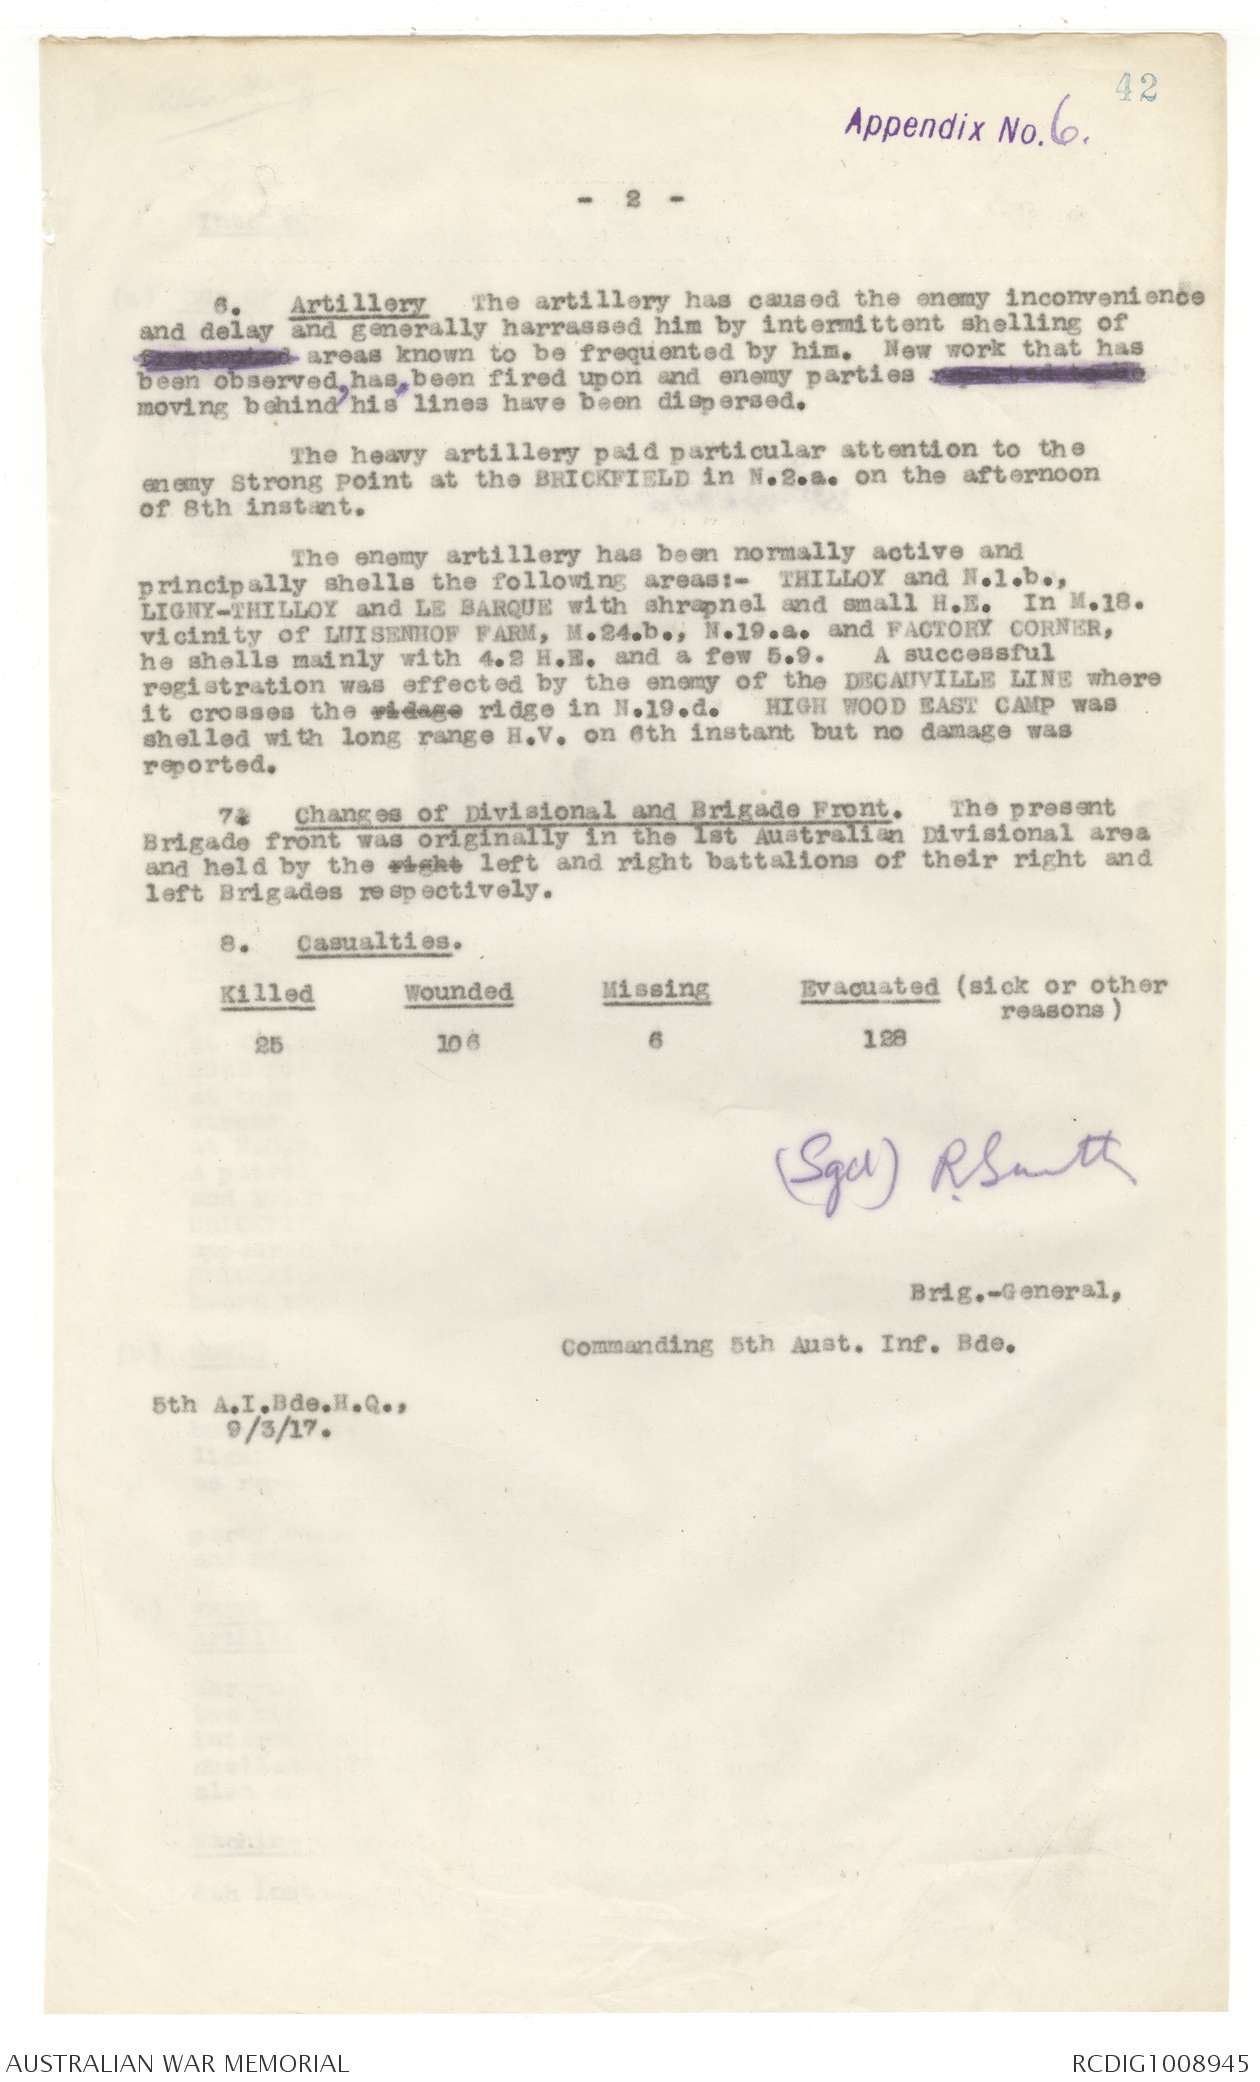 42
Appendix No. 6.
- 2 -
6. Artillery The artillery has caused the enemy inconvenience
and delay and generally harrassed him by intermittent shelling of
frequented areas known to be frequented by him. New work that has
been observed, has, been fired upon and enemy parties reported to be
moving behind his lines have been dispersed.
The heavy artillery paid particular attention to the
enemy Strong Point at the BRICKFIELD in N.2.a. on the afternoon
of 8th instant.
The enemy artillery has been normally active and
principally shells the following areas:- THILLOY and N.1.b.,
LIGNY-THILLOY and LE BARQUE with shrapnel and small H.E. In M.18.
vicinity of LUISENHOF FARM, M.24.b., N.19.a. and FACTORY CORNER,
he shells mainly with 4.2 H.E. and a few 5.9. A successful
registration was effected by the enemy of the DECAUVILLE LINE where
it crosses the ridage ridge in N.19.d. HIGH WOOD EAST CAMP was
shelled with long range H.V. on 6th instant but no damage was
reported.
7. Changes of Divisional and Brigade Front. The present
Brigade front was originally in the 1st Australian Divisional area
and held by the right left and right battalions of their right and
left Brigades respectively.
8. Casualties.
Killed Wounded Missing Evacuated (sick or other
reasons)
25 106 6 128
(Sgd) R. Smith
Brig.-General,
Commanding 5th Aust. Inf. Bde.
5th A.I.Bde.H.Q.,
9/3/17.
AUSTRALIAN WAR MEMORIAL RCDIG1008945